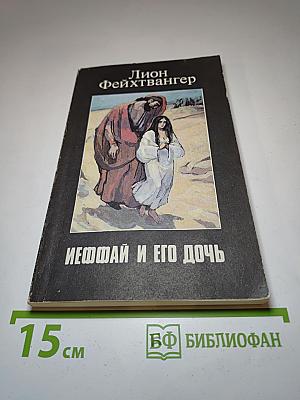 Лион
Фейхтвангер
ИЕФФАЙ И ЕГО ДОЧЬ
15 см
БФ БИБЛИОФАН